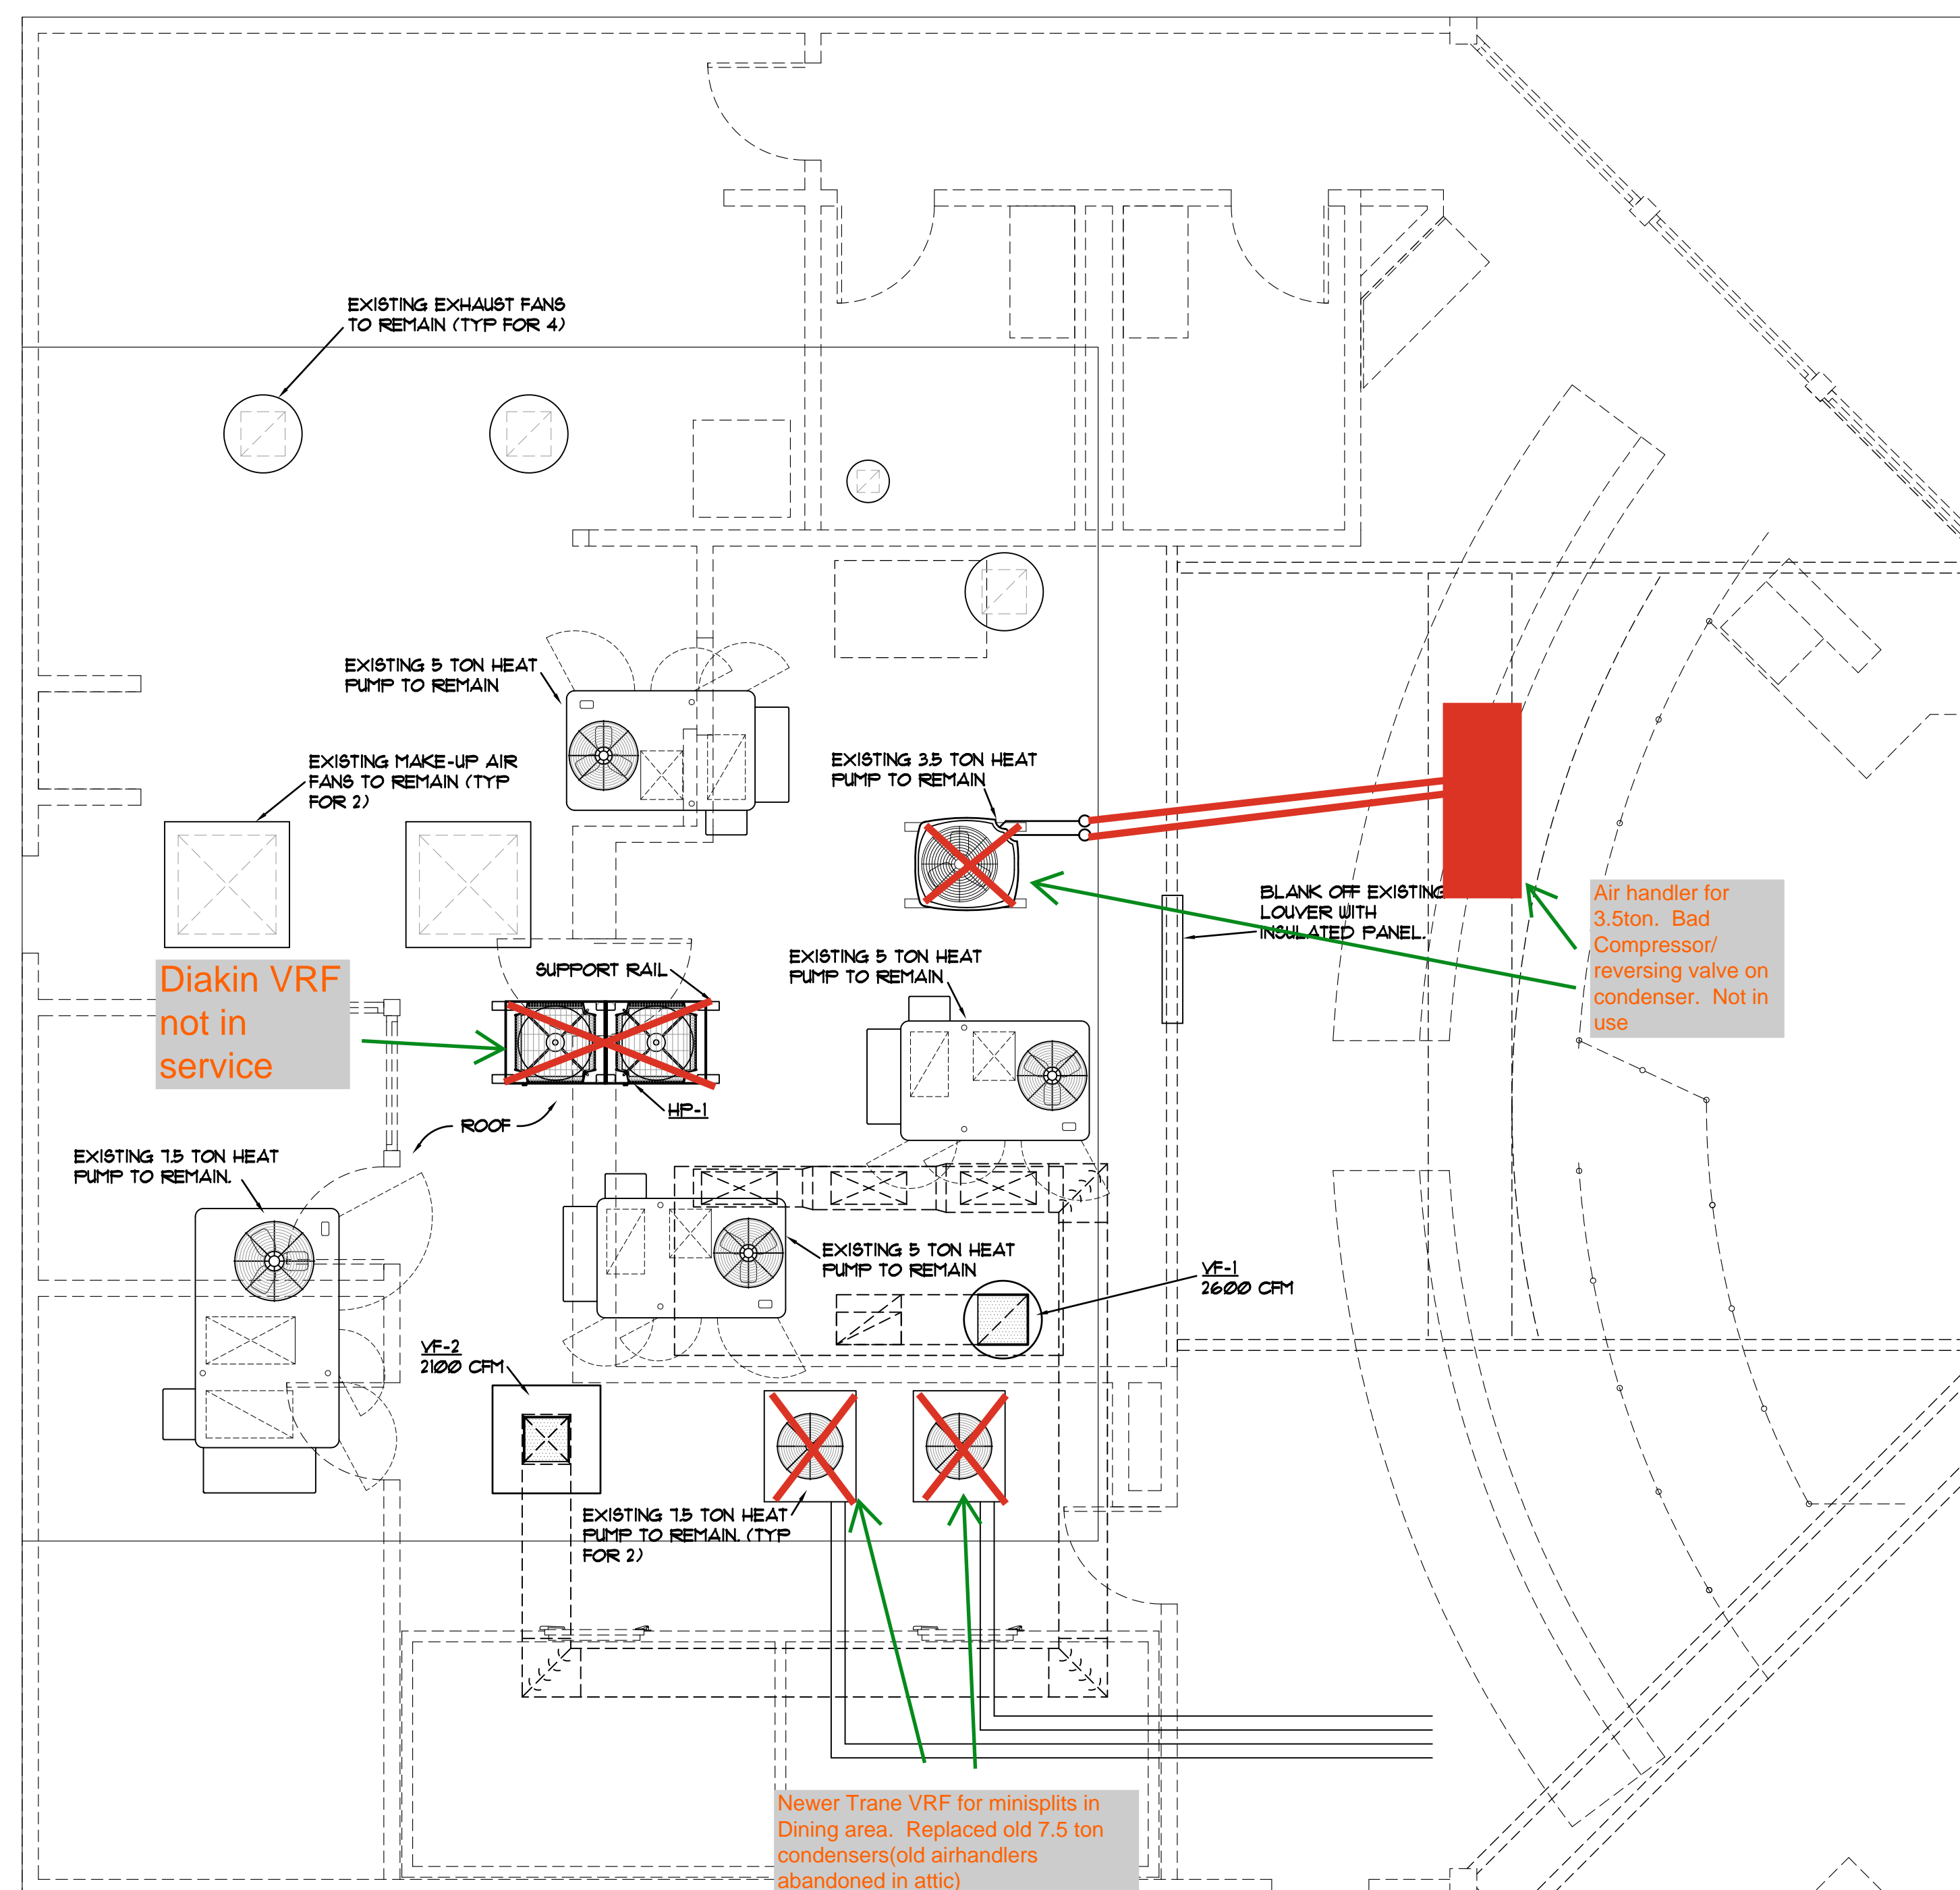 EXISTING EXHAUST FANS
TO REMAIN (TYP FOR 4)
EXISTING 5 TON HEAT
PUMP TO REMAIN
EXISTING MAKE-UP AIR
FANS TO REMAIN (TYP
FOR 2)
EXISTING 3.5 TON HEAT
PUMP TO REMAIN
BLANK OFF EXISTING
LOUVER WITH
INSULATED PANEL.
Air handler for
3.5ton. Bad
Compressor/
reversing valve on
condenser. Not in
use
Diakin VRF
not in
service
SUPPORT RAIL
EXISTING 5 TON HEAT
PUMP TO REMAIN
HP-1
ROOF
EXISTING 7.5 TON HEAT
PUMP TO REMAIN.
EXISTING 5 TON HEAT
PUMP TO REMAIN
VF-1
2600 CFM
VF-2
2100 CFM
EXISTING 7.5 TON HEAT
PUMP TO REMAIN. (TYP
FOR 2)
Newer Trane VRF for minisplits in
Dining area. Replaced old 7.5 ton
condensers(old airhandlers
abandoned in attic)